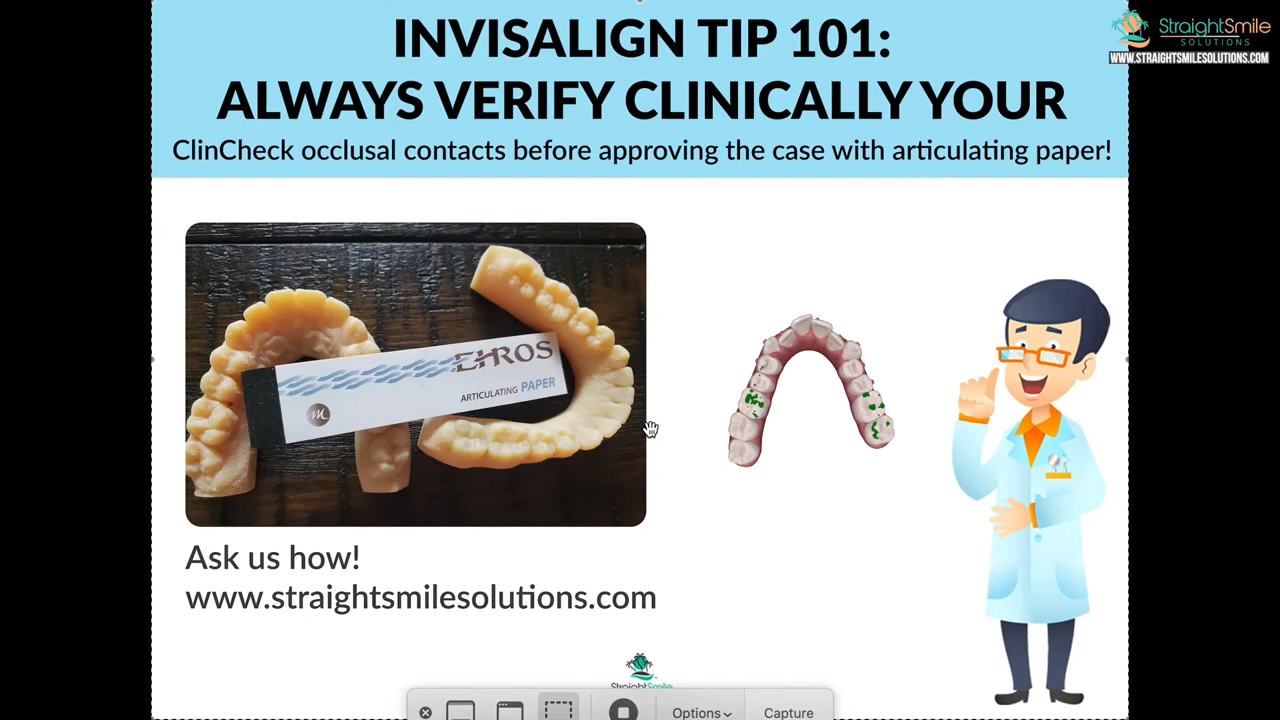 INVISALIGN TIP 101:
ALWAYS VERIFY CLINICALLY YOUR
ClinCheck occlusal contacts before approving the case with articulating paper!
StraightSmile
SOLUTIONS
WWW.STRAIGHTSMILESOLUTIONS.COM
EHROS
ARTICULATING PAPER
m
Ask us how!
www.straightsmilesolutions.com
StraightSmile
Options
Capture